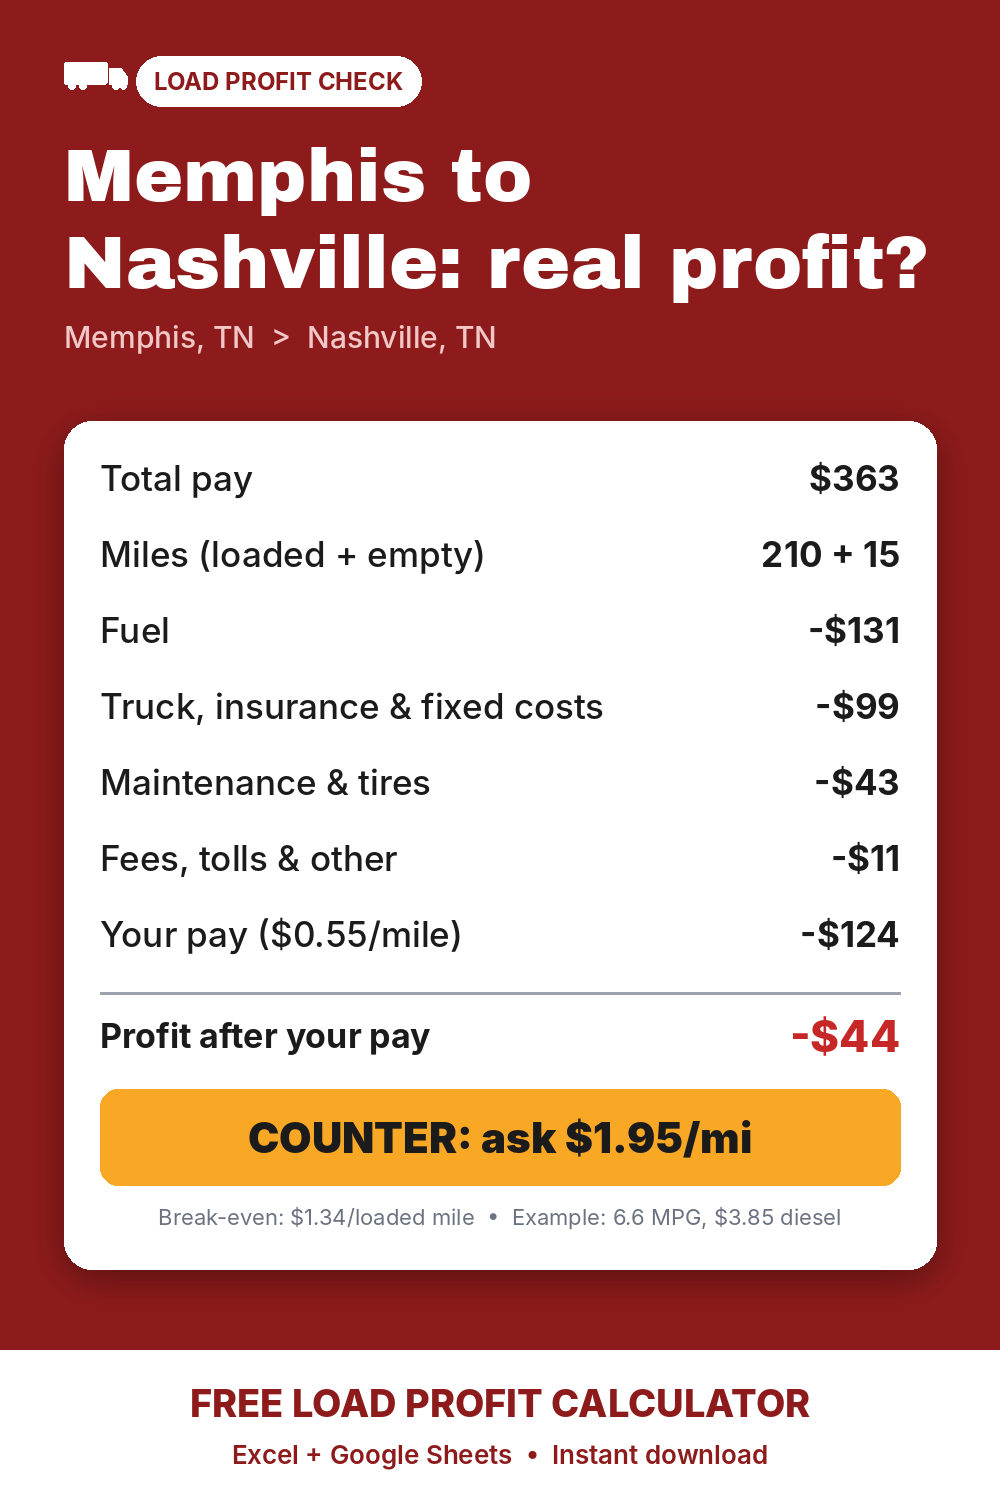 LOAD PROFIT CHECK
Memphis to
Nashville: real profit?
Memphis, TN > Nashville, TN
Total pay $363
Miles (loaded + empty) 210 + 15
Fuel -$131
Truck, insurance & fixed costs -$99
Maintenance & tires -$43
Fees, tolls & other -$11
Your pay ($0.55/mile) -$124
Profit after your pay -$44
COUNTER: ask $1.95/mi
Break-even: $1.34/loaded mile • Example: 6.6 MPG, $3.85 diesel
FREE LOAD PROFIT CALCULATOR
Excel + Google Sheets • Instant download